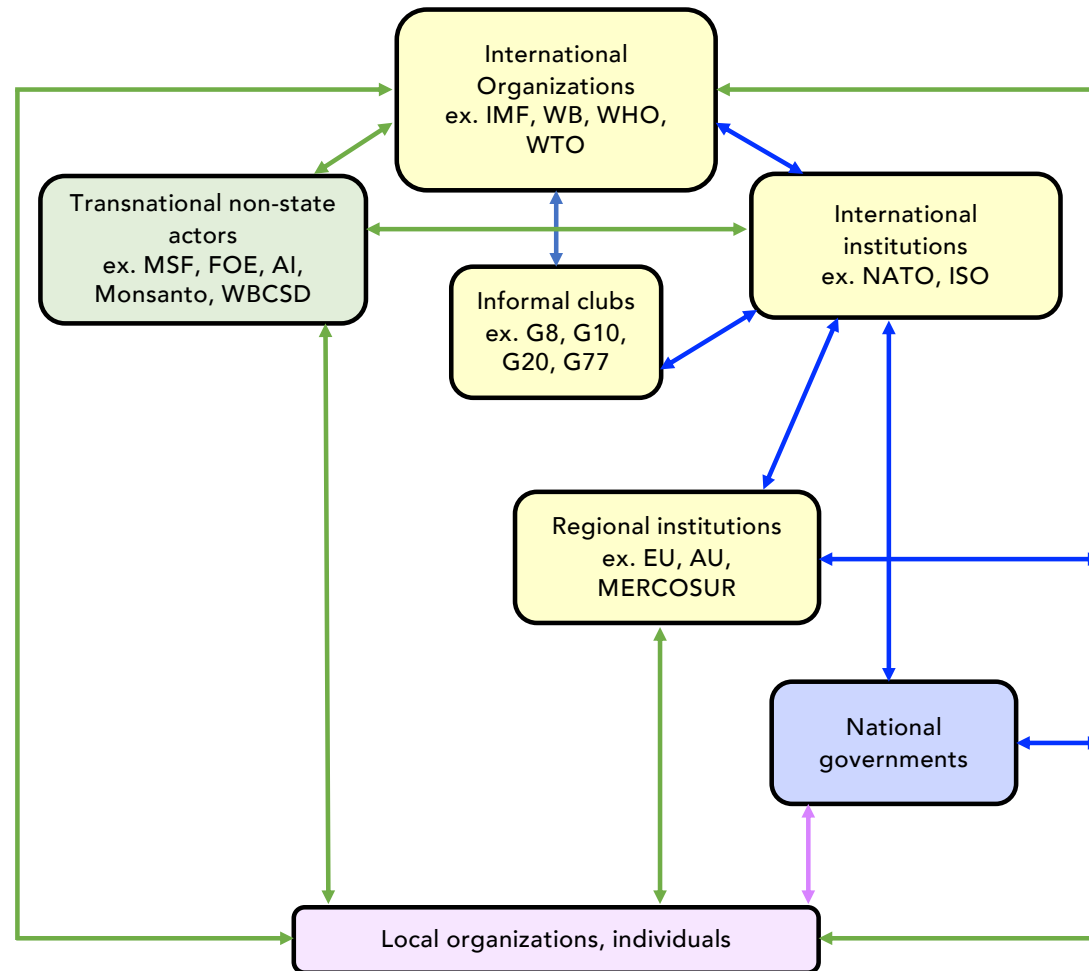 International
Organizations
ex. IMF, WB, WHO,
WTO
Transnational non-state
actors
ex. MSF, FOE, AI,
Monsanto, WBCSD
International
institutions
ex. NATO, ISO
Informal clubs
ex. G8, G10,
G20, G77
Regional institutions
ex. EU, AU,
MERCOSUR
National
governments
Local organizations, individuals